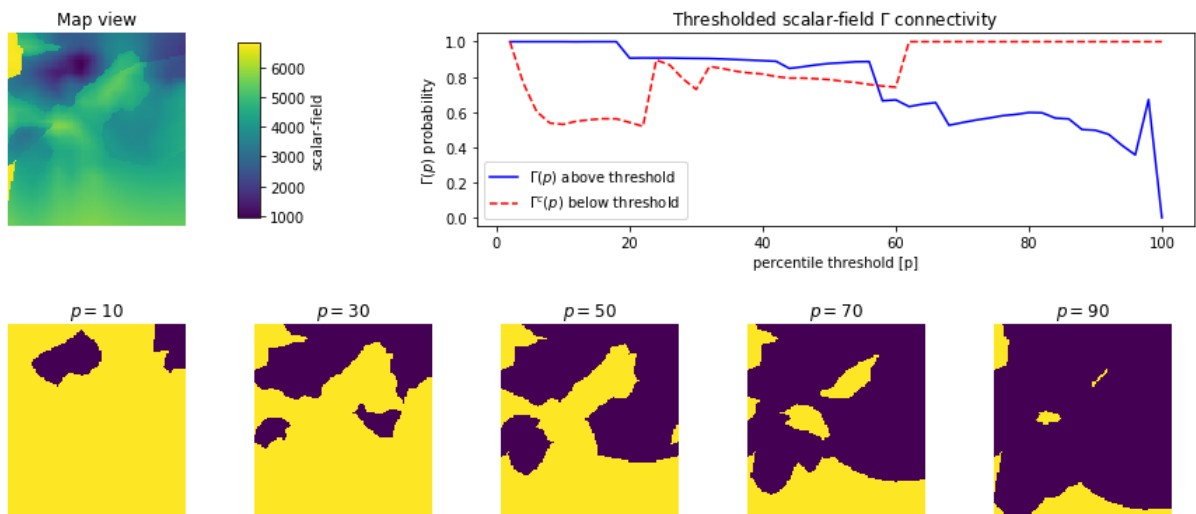 Map view
6000
5000
4000
3000
2000
1000
scalar-field
Thresholded scalar-field Γ connectivity
1.0
0.8
0.6
0.4
0.2
0.0
Γ(p) probability
Γ(p) above threshold
Γᶜ(p) below threshold
0 20 40 60 80 100
percentile threshold [p]
p = 10 p = 30 p = 50 p = 70 p = 90